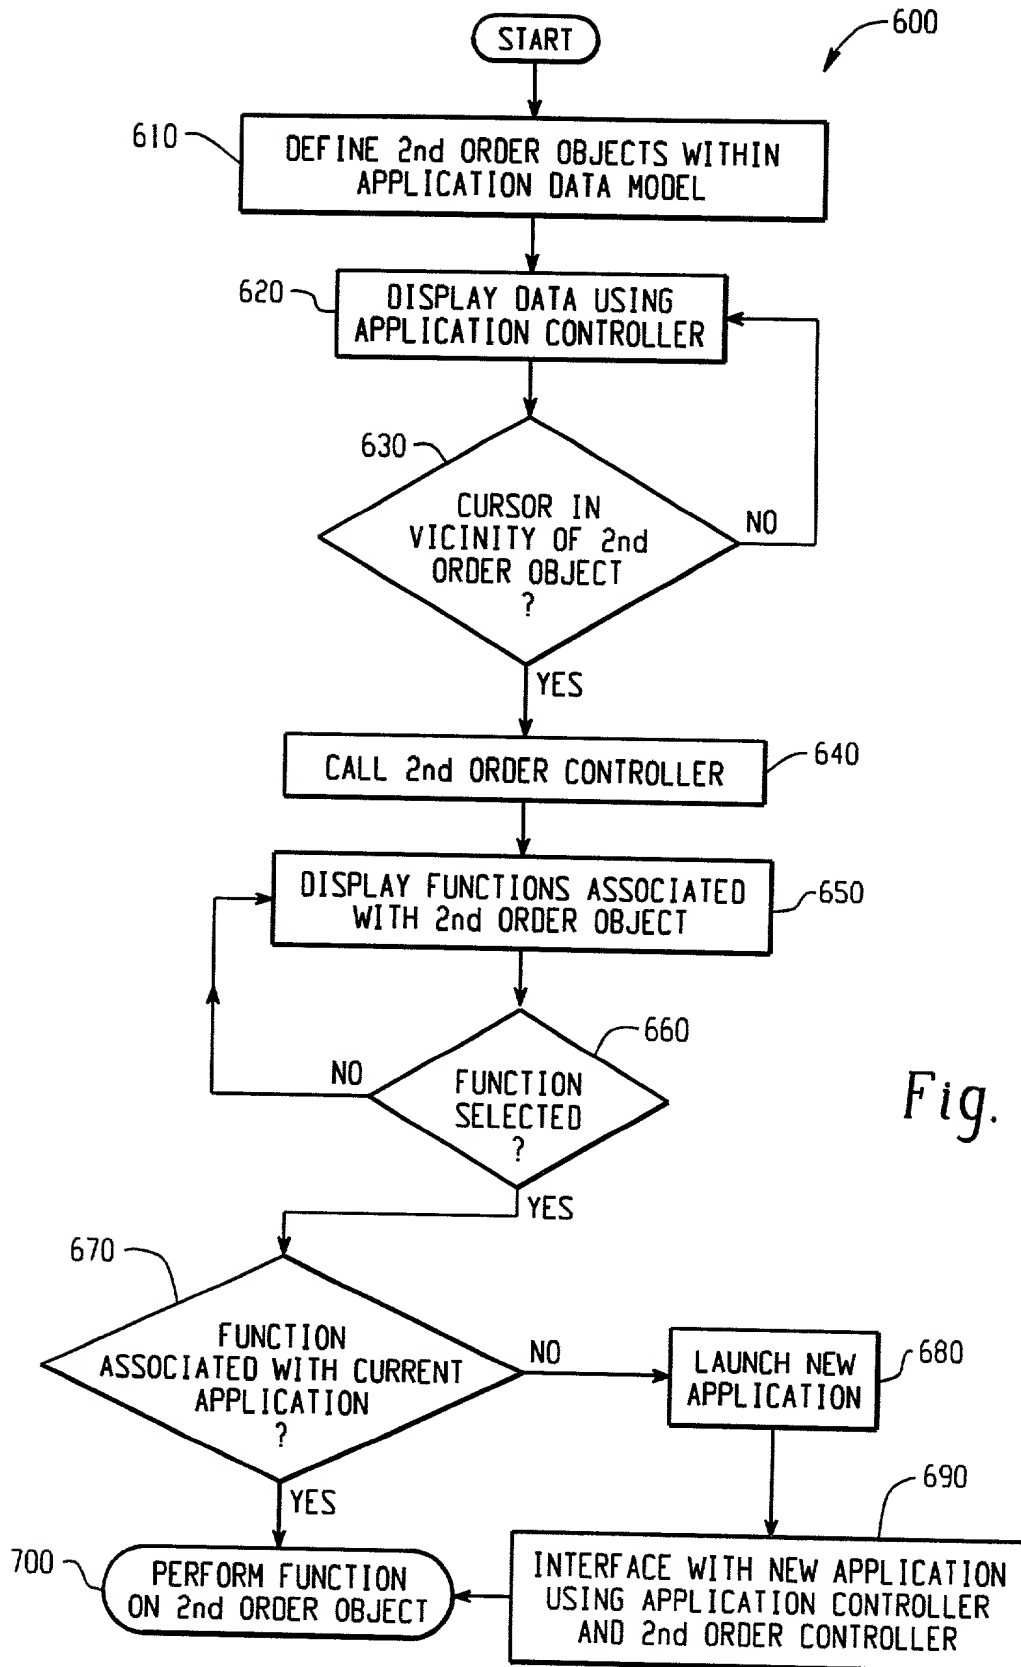 START
600
610
DEFINE 2nd ORDER OBJECTS WITHIN
APPLICATION DATA MODEL
620
DISPLAY DATA USING
APPLICATION CONTROLLER
630
CURSOR IN
VICINITY OF 2nd
ORDER OBJECT
?
NO
YES
CALL 2nd ORDER CONTROLLER
640
DISPLAY FUNCTIONS ASSOCIATED
WITH 2nd ORDER OBJECT
650
660
NO
FUNCTION
SELECTED
?
Fig.
YES
670
FUNCTION
ASSOCIATED WITH CURRENT
APPLICATION
?
NO
LAUNCH NEW
APPLICATION
680
YES
690
700
PERFORM FUNCTION
ON 2nd ORDER OBJECT
INTERFACE WITH NEW APPLICATION
USING APPLICATION CONTROLLER
AND 2nd ORDER CONTROLLER